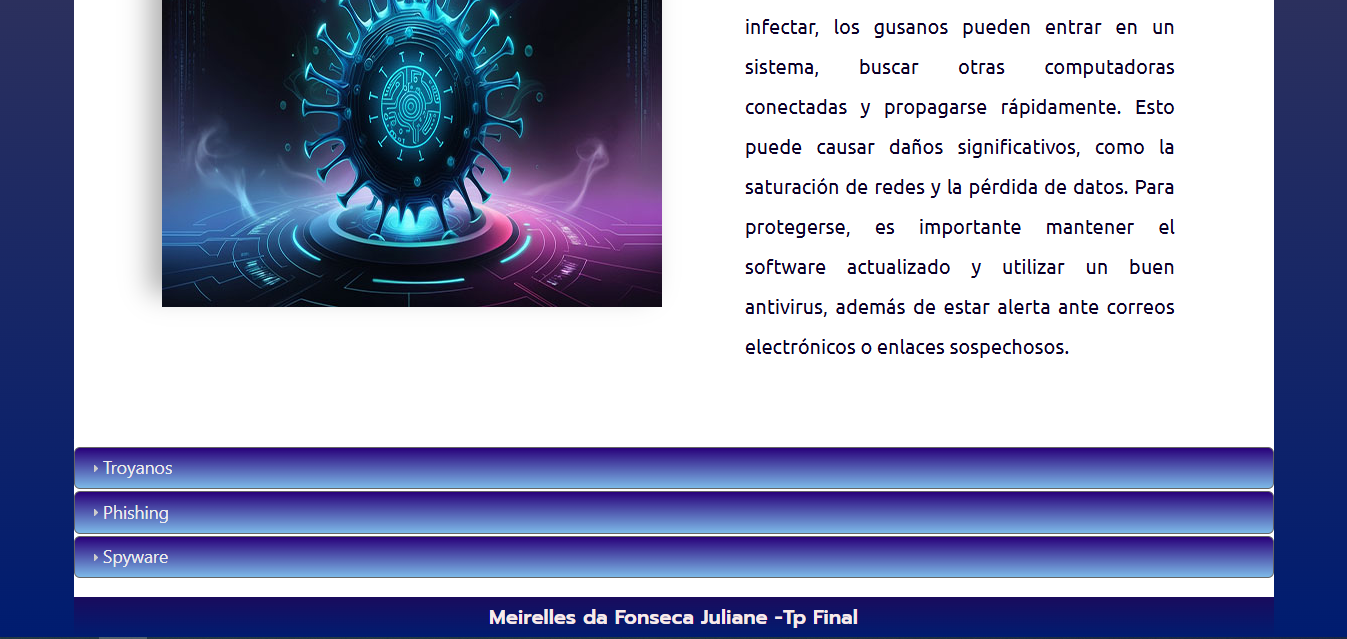 infectar, los gusanos pueden entrar en un
sistema, buscar otras computadoras
conectadas y propagarse rápidamente. Esto
puede causar daños significativos, como la
saturación de redes y la pérdida de datos. Para
protegerse, es importante mantener el
software actualizado y utilizar un buen
antivirus, además de estar alerta ante correos
electrónicos o enlaces sospechosos.
Troyanos
Phishing
Spyware
Meirelles da Fonseca Juliane -Tp Final